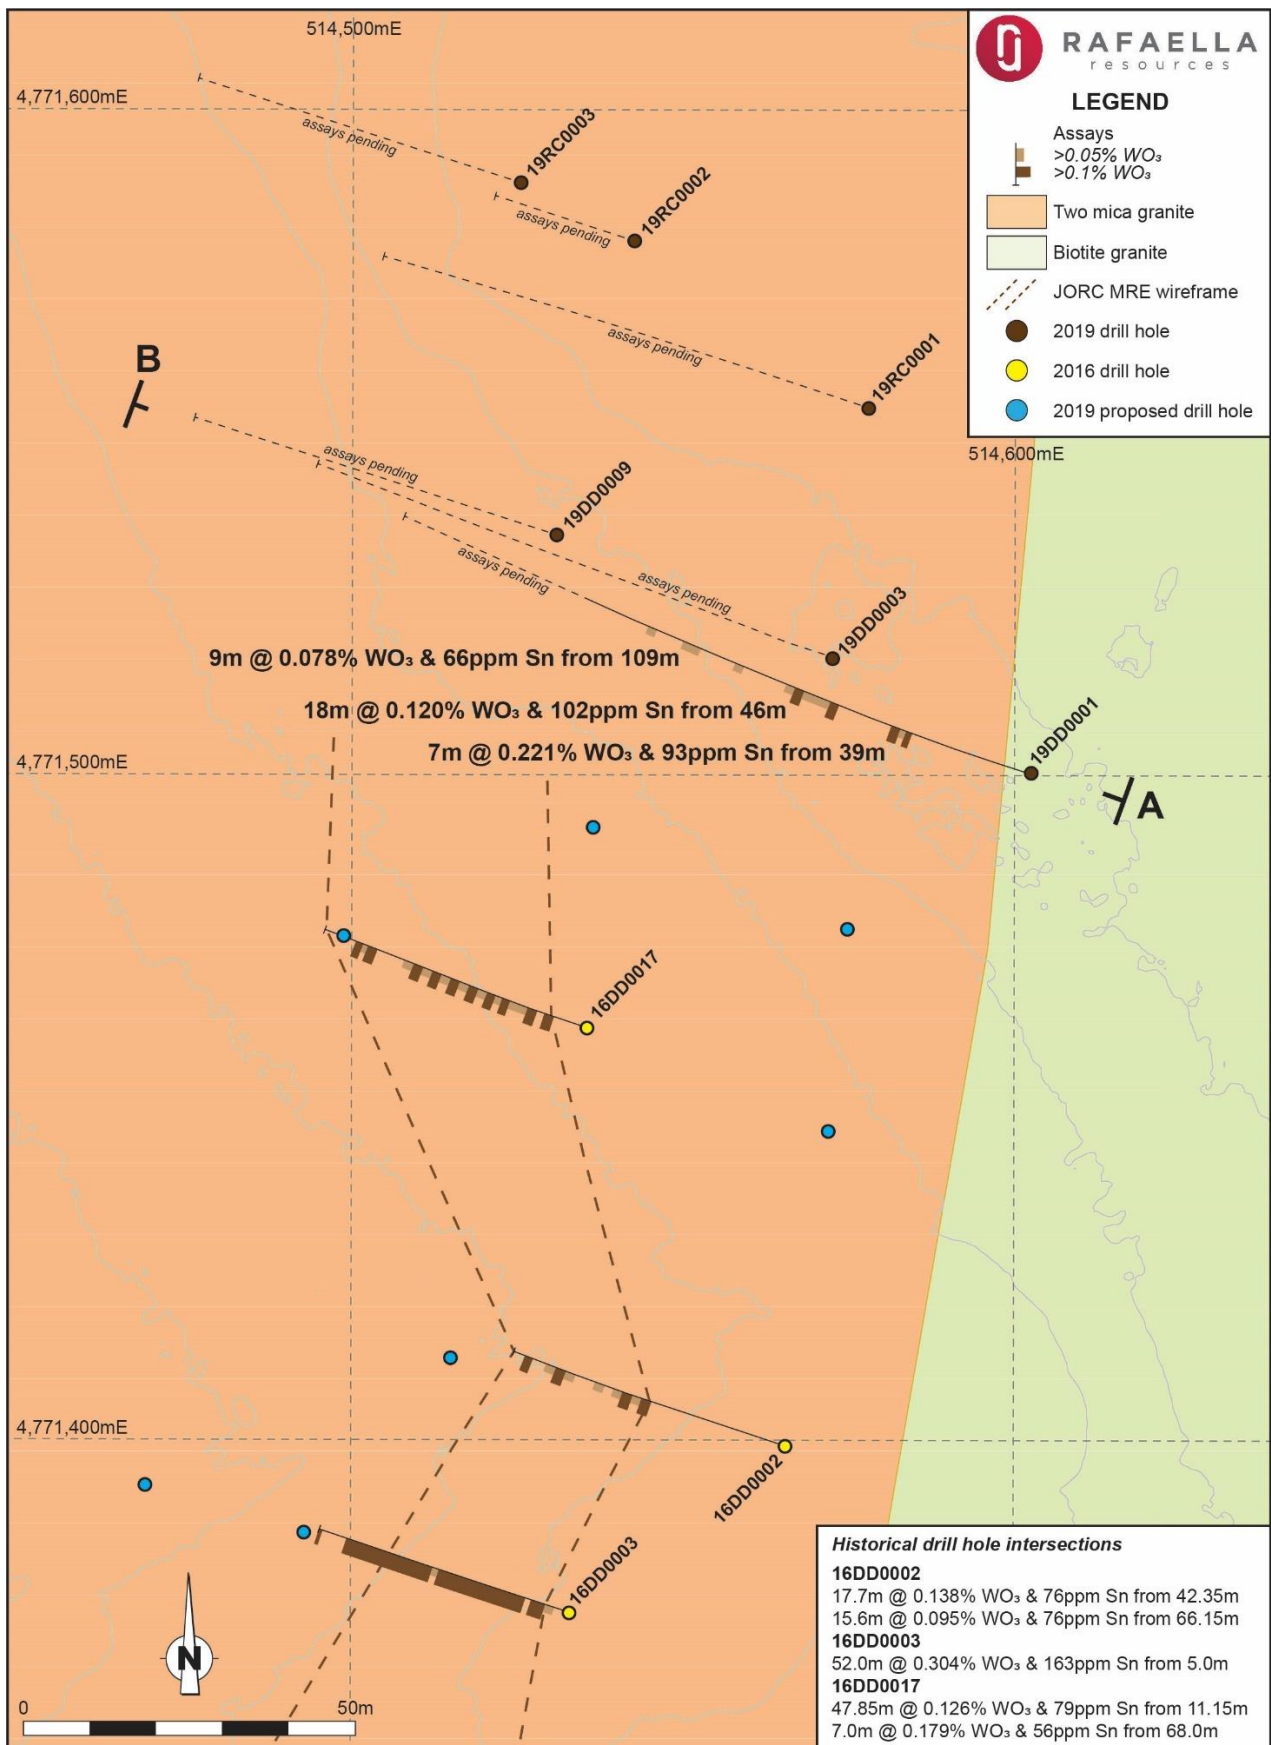 514,500mE
RAFAELLA
resources
4,771,600mE
LEGEND
Assays
>0.05% WO₃
>0.1% WO₃
Two mica granite
Biotite granite
JORC MRE wireframe
2019 drill hole
2016 drill hole
2019 proposed drill hole
assays pending
19RC0003
assays pending
19RC0002
assays pending
19RC0001
B
514,600mE
assays pending
19DD0009
assays pending
assays pending
19DD0003
9m @ 0.078% WO₃ & 66ppm Sn from 109m
18m @ 0.120% WO₃ & 102ppm Sn from 46m
7m @ 0.221% WO₃ & 93ppm Sn from 39m
19DD0001
4,771,500mE
A
16DD0017
4,771,400mE
16DD0002
16DD0003
N
0
50m
Historical drill hole intersections
16DD0002
17.7m @ 0.138% WO₃ & 76ppm Sn from 42.35m
15.6m @ 0.095% WO₃ & 76ppm Sn from 66.15m
16DD0003
52.0m @ 0.304% WO₃ & 163ppm Sn from 5.0m
16DD0017
47.85m @ 0.126% WO₃ & 79ppm Sn from 11.15m
7.0m @ 0.179% WO₃ & 56ppm Sn from 68.0m